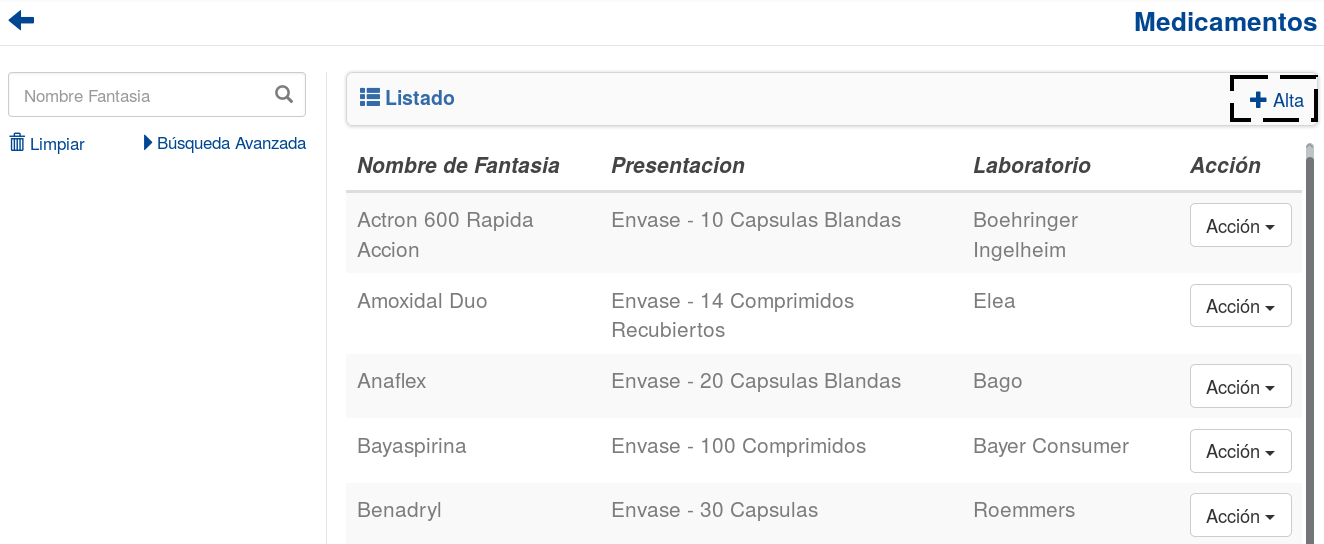 Medicamentos
Nombre Fantasia
Limpiar
Búsqueda Avanzada
Listado
Alta
Nombre de Fantasia Presentacion Laboratorio Acción
Actron 600 Rapida Envase - 10 Capsulas Blandas Boehringer Acción
Accion Ingelheim
Amoxidal Duo Envase - 14 Comprimidos Elea Acción
Recubiertos
Anaflex Envase - 20 Capsulas Blandas Bago Acción
Bayaspirina Envase - 100 Comprimidos Bayer Consumer Acción
Benadryl Envase - 30 Capsulas Roemmers Acción